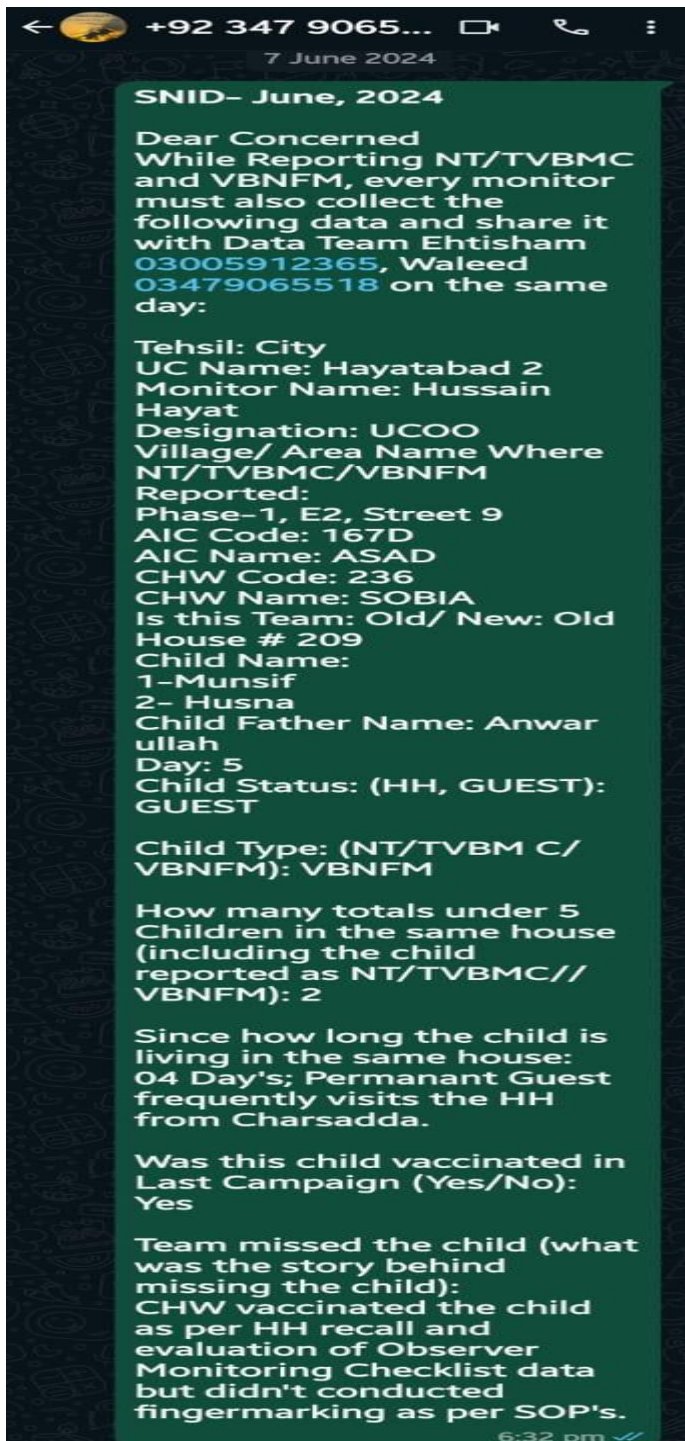 +92 347 9065...
7 June 2024
SNID– June, 2024
Dear Concerned
While Reporting NT/TVBMC
and VBNFM, every monitor
must also collect the
following data and share it
with Data Team Ehtisham
03005912365, Waleed
03479065518 on the same
day:
Tehsil: City
UC Name: Hayatabad 2
Monitor Name: Hussain
Hayat
Designation: UCOO
Village/ Area Name Where
NT/TVBMC/VBNFM
Reported:
Phase–1, E2, Street 9
AIC Code: 167D
AIC Name: ASAD
CHW Code: 236
CHW Name: SOBIA
Is this Team: Old/ New: Old
House # 209
Child Name:
1–Munsif
2– Husna
Child Father Name: Anwar
ullah
Day: 5
Child Status: (HH, GUEST):
GUEST
Child Type: (NT/TVBM C/
VBNFM): VBNFM
How many totals under 5
Children in the same house
(including the child
reported as NT/TVBMC//
VBNFM): 2
Since how long the child is
living in the same house:
04 Day's; Permanant Guest
frequently visits the HH
from Charsadda.
Was this child vaccinated in
Last Campaign (Yes/No):
Yes
Team missed the child (what
was the story behind
missing the child):
CHW vaccinated the child
as per HH recall and
evaluation of Observer
Monitoring Checklist data
but didn't conducted
fingermarking as per SOP's.
6:32 pm